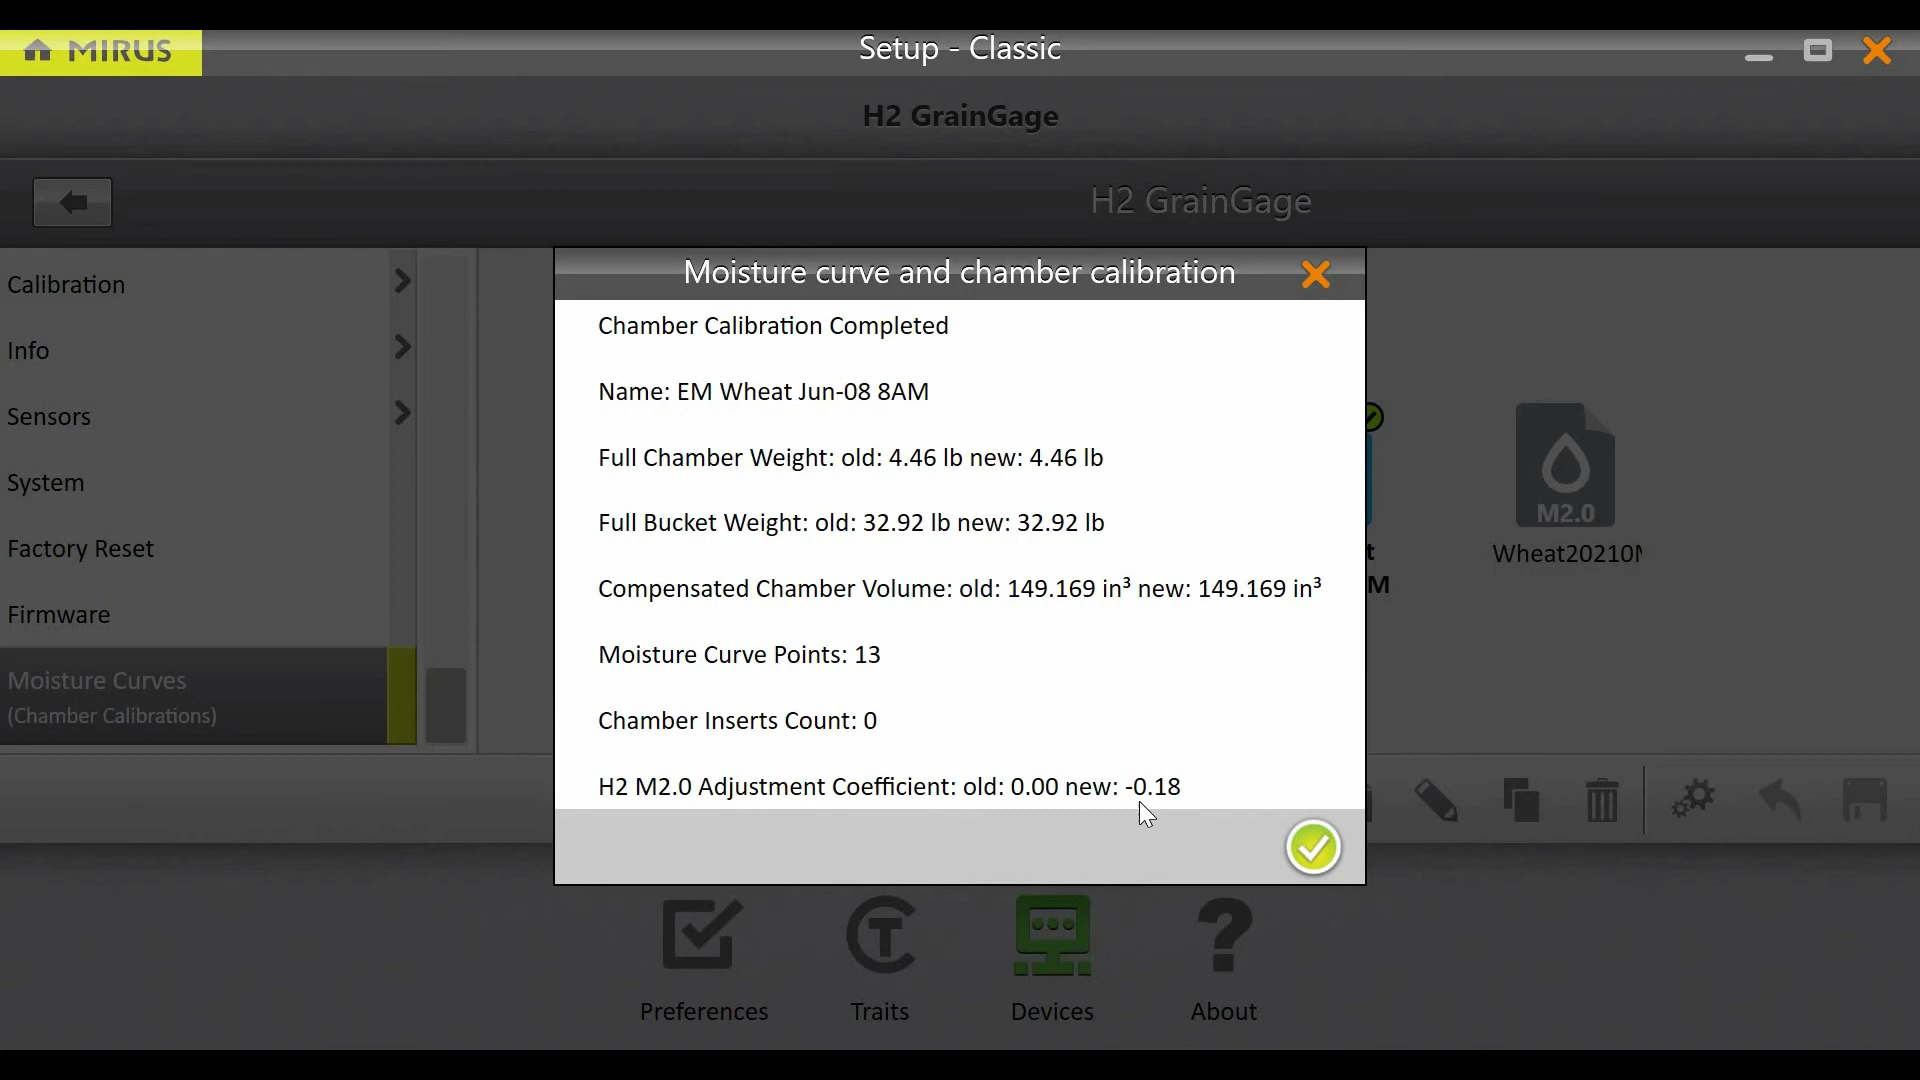 MIRUS
Setup - Classic
H2 GrainGage
H2 GrainGage
Calibration
Info
Sensors
System
Factory Reset
Firmware
Moisture Curves
(Chamber Calibrations)
Moisture curve and chamber calibration
Chamber Calibration Completed
Name: EM Wheat Jun-08 8AM
Full Chamber Weight: old: 4.46 lb new: 4.46 lb
Full Bucket Weight: old: 32.92 lb new: 32.92 lb
Compensated Chamber Volume: old: 149.169 in³ new: 149.169 in³
Moisture Curve Points: 13
Chamber Inserts Count: 0
H2 M2.0 Adjustment Coefficient: old: 0.00 new: -0.18
t
M
M2.0
Wheat20210
Preferences
Traits
Devices
About